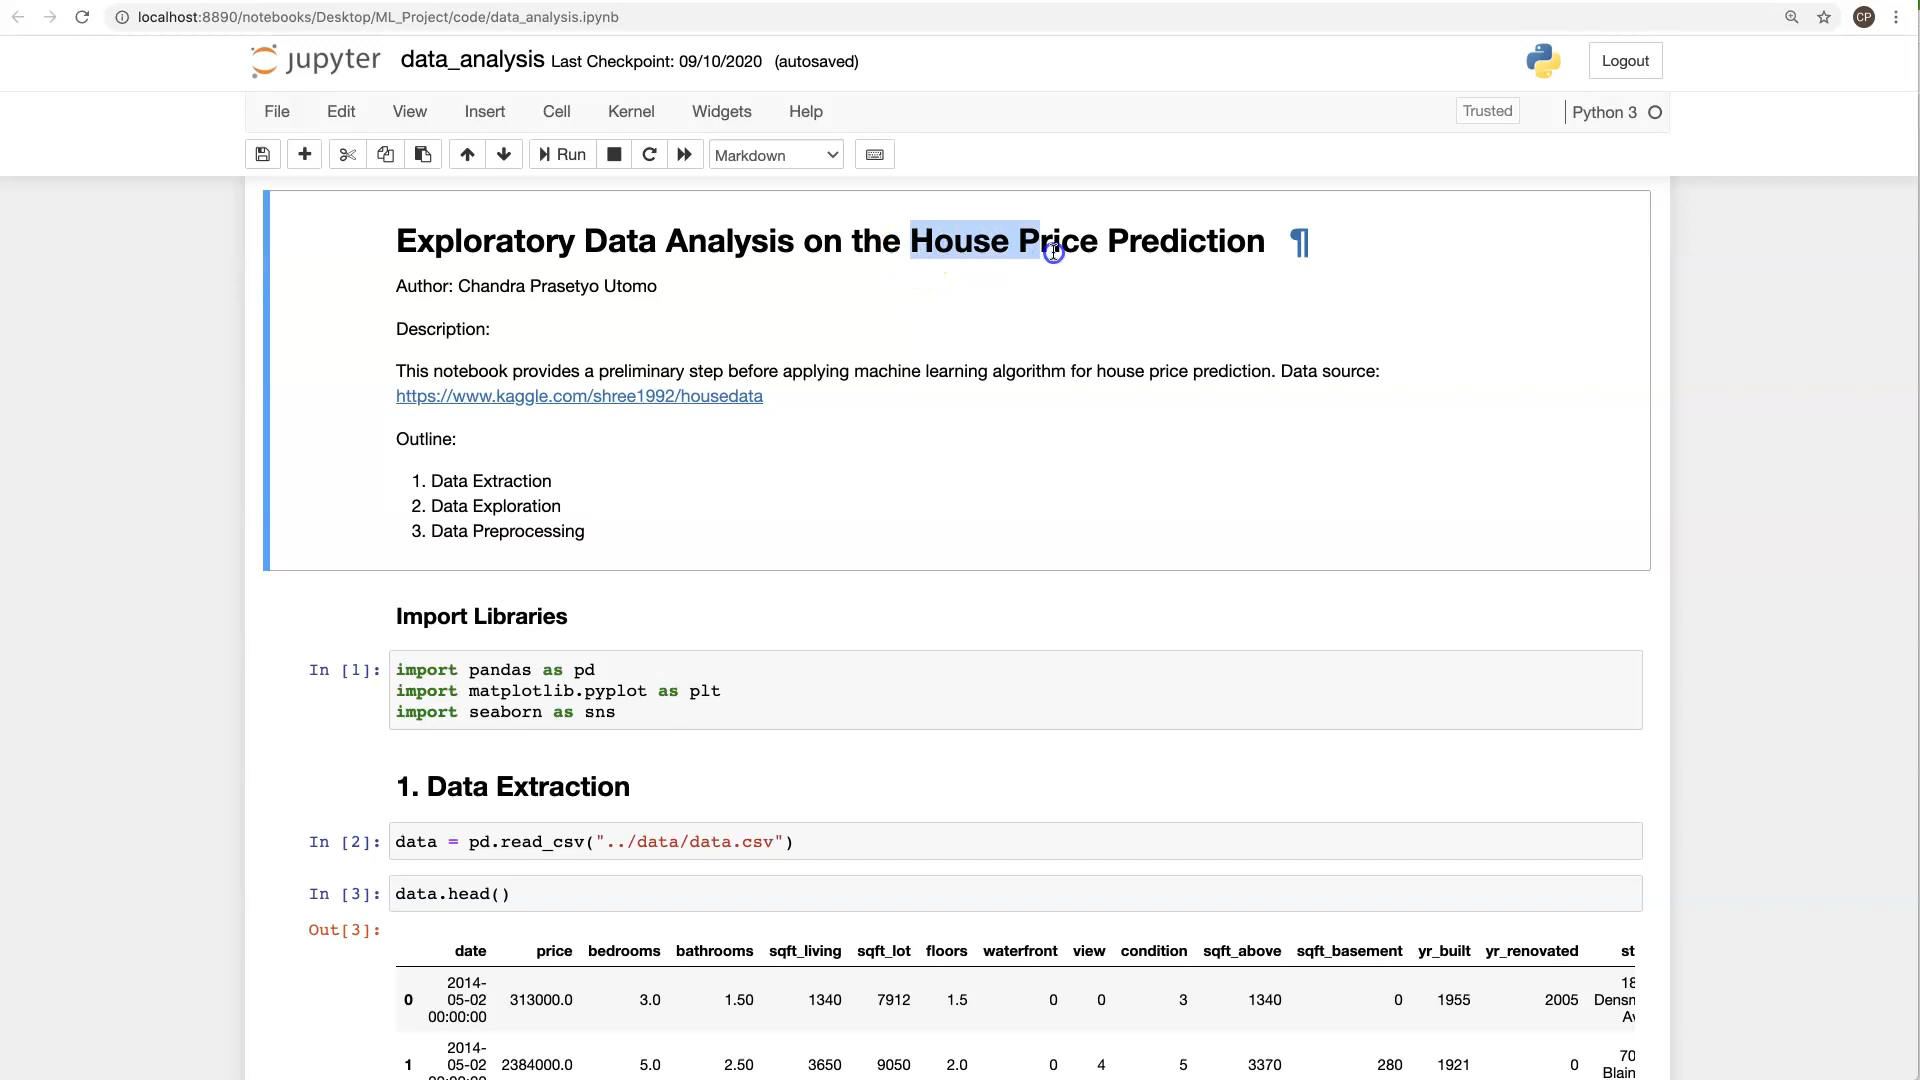 localhost:8890/notebooks/Desktop/ML_Project/code/data_analysis.ipynb
CP
jupyter data_analysis Last Checkpoint: 09/10/2020 (autosaved)
Logout
File Edit View Insert Cell Kernel Widgets Help
Trusted
Python 3
Run
Markdown
Exploratory Data Analysis on the House Price Prediction ¶
Author: Chandra Prasetyo Utomo
Description:
This notebook provides a preliminary step before applying machine learning algorithm for house price prediction. Data source:
https://www.kaggle.com/shree1992/housedata
Outline:
1. Data Extraction
2. Data Exploration
3. Data Preprocessing
Import Libraries
In [1]: import pandas as pd
import matplotlib.pyplot as plt
import seaborn as sns
1. Data Extraction
In [2]: data = pd.read_csv("../data/data.csv")
In [3]: data.head()
Out[3]:
date price bedrooms bathrooms sqft_living sqft_lot floors waterfront view condition sqft_above sqft_basement yr_built yr_renovated st
2014- 18
0 05-02 313000.0 3.0 1.50 1340 7912 1.5 0 0 3 1340 0 1955 2005 Densm
00:00:00 Av
2014- 70
1 05-02 2384000.0 5.0 2.50 3650 9050 2.0 0 4 5 3370 280 1921 0 Blain